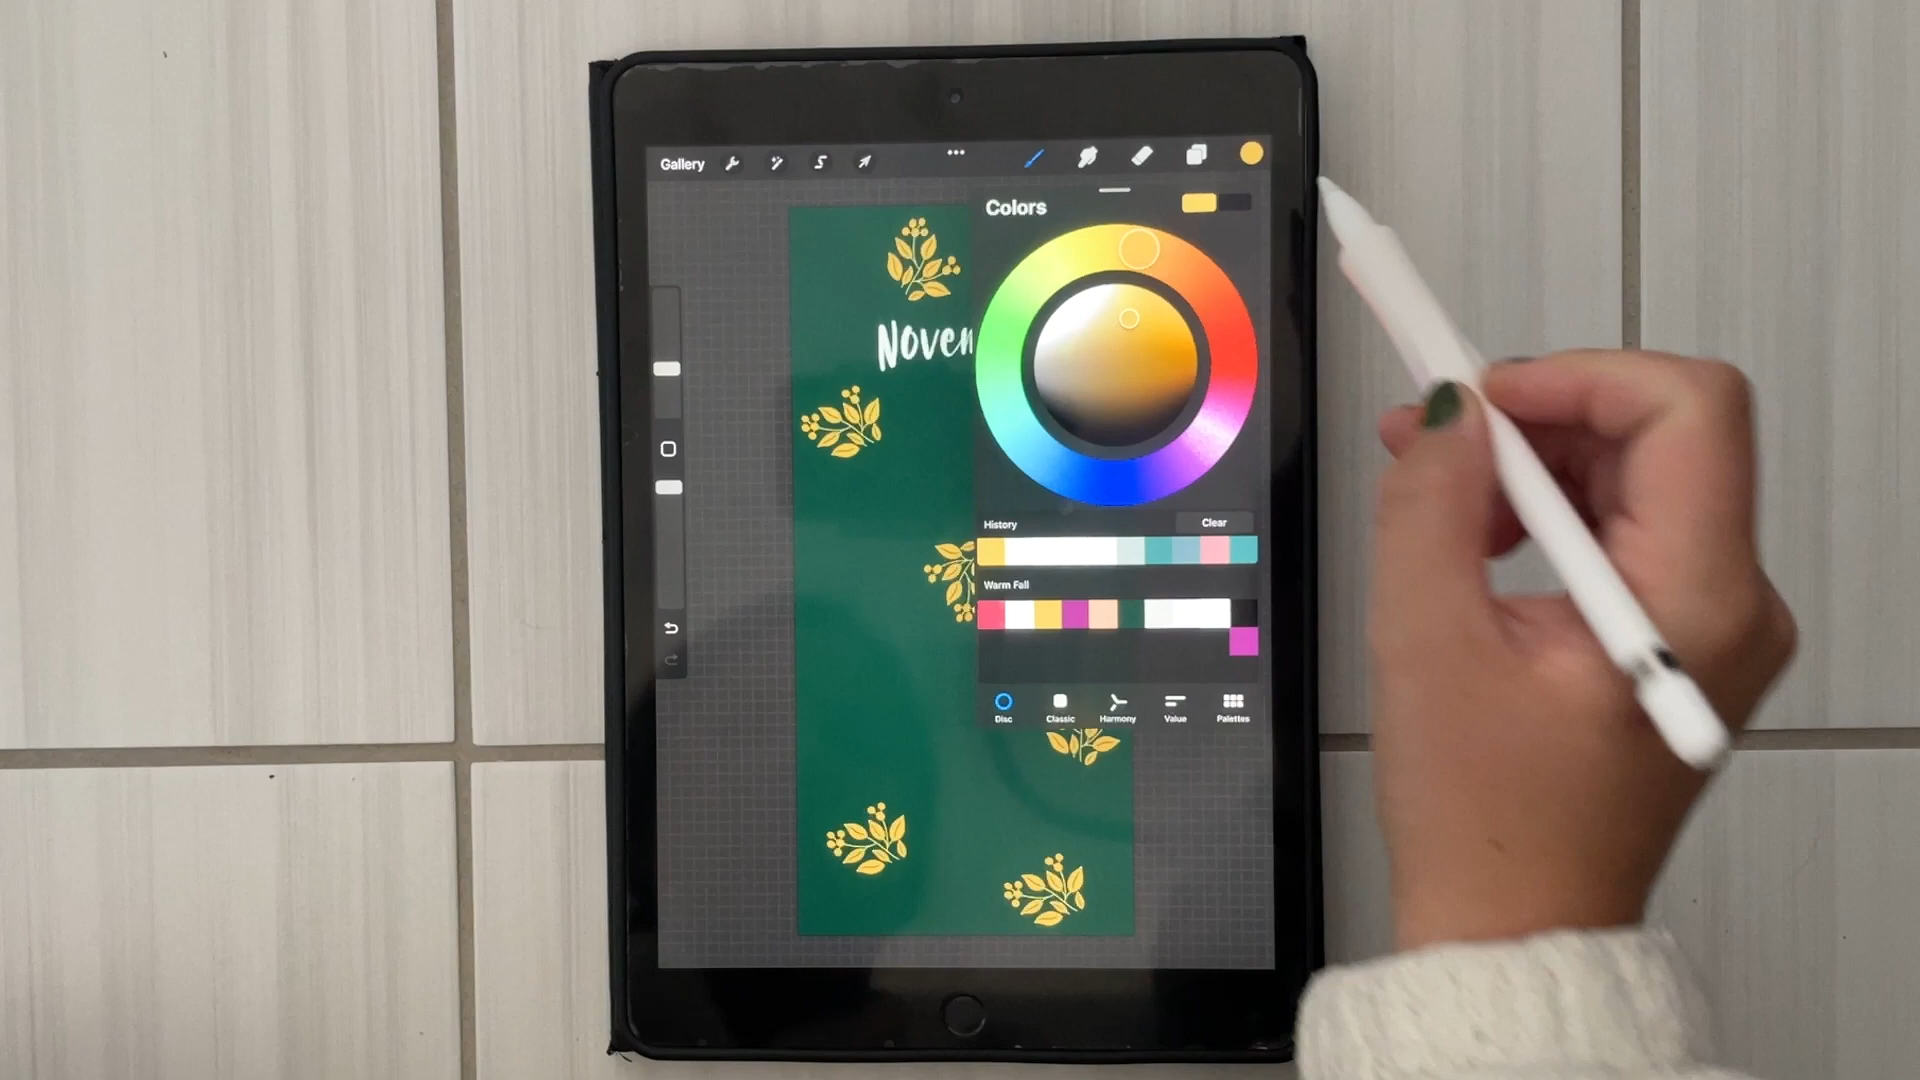 Gallery
Colors
Noven
History
Clear
Warm Fall
Disc
Classic
Harmony
Value
Palettes